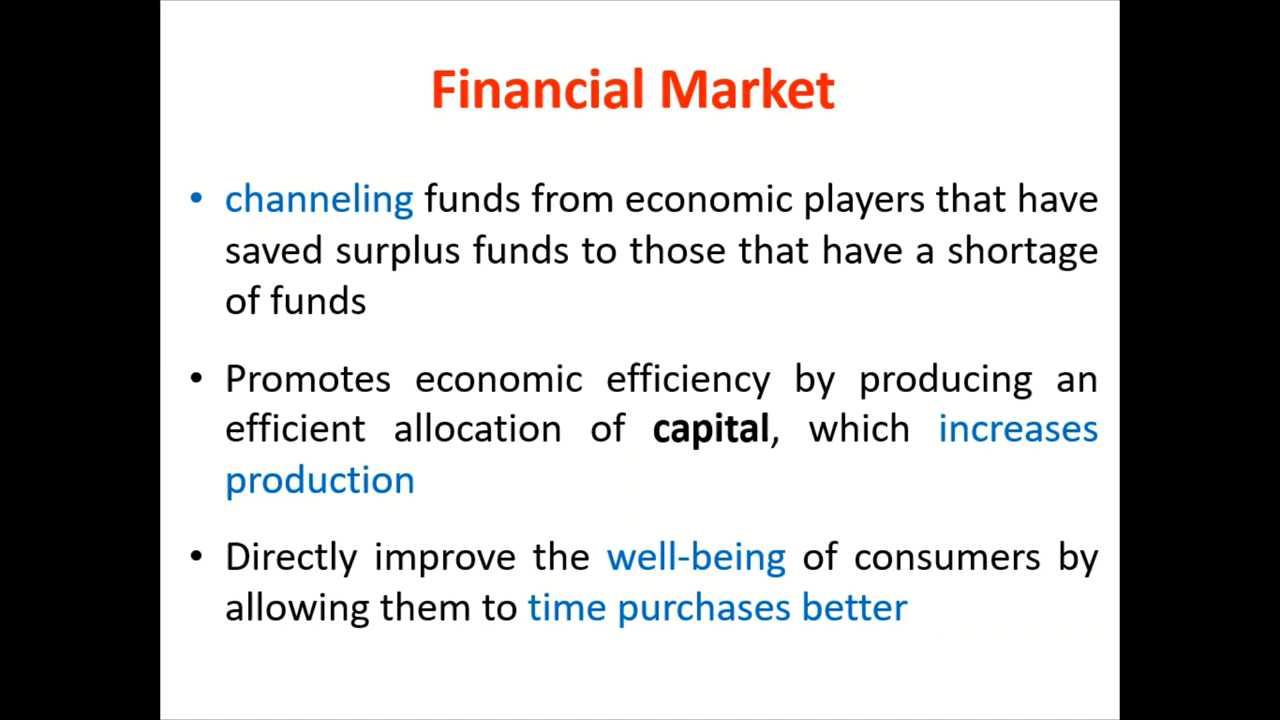 Financial Market
• channeling funds from economic players that have
saved surplus funds to those that have a shortage
of funds
• Promotes economic efficiency by producing an
efficient allocation of capital, which increases
production
• Directly improve the well-being of consumers by
allowing them to time purchases better